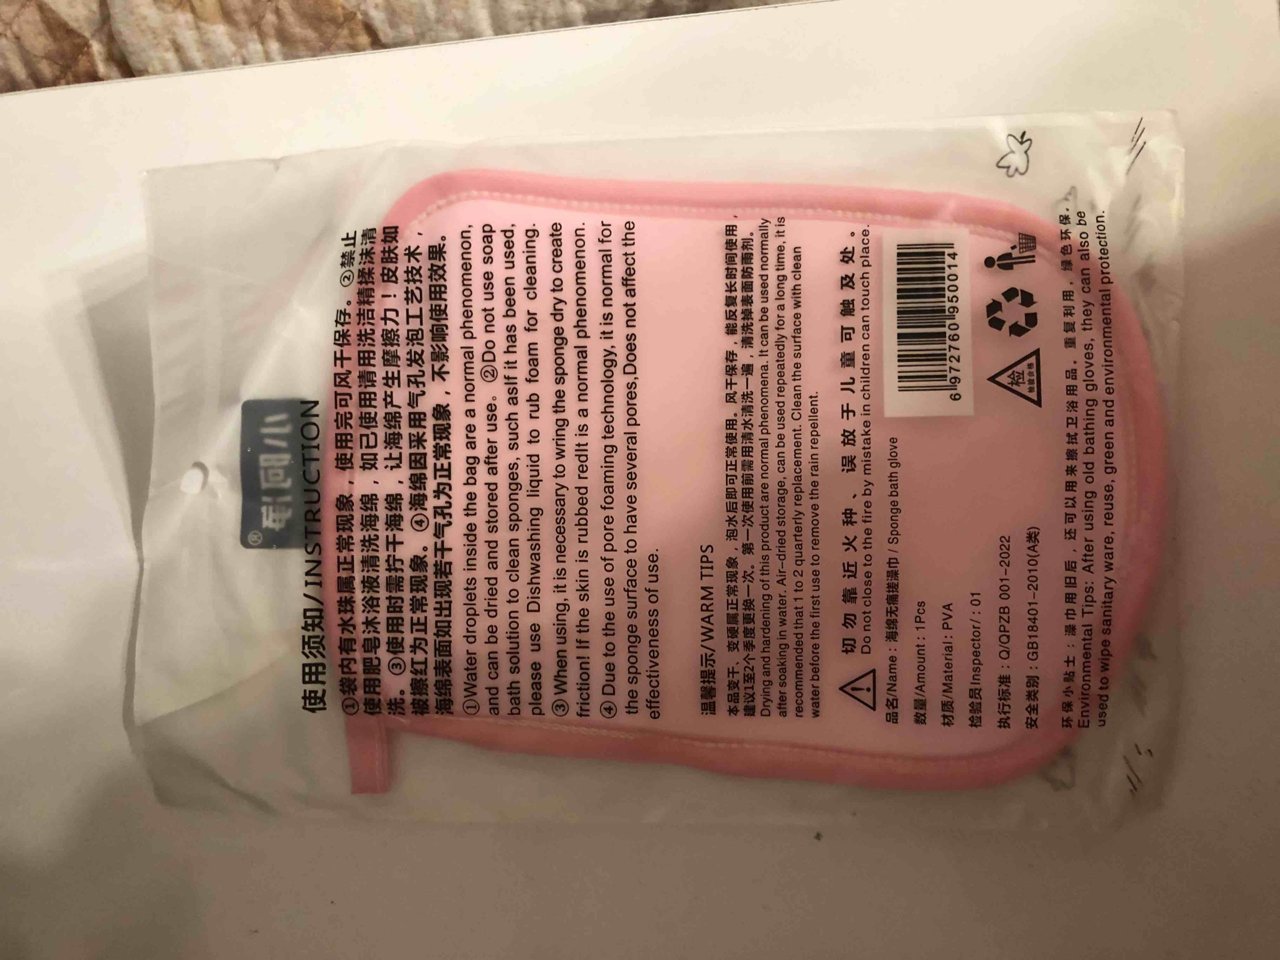 ®
使用须知/INSTRUCTION
①袋内有水珠属正常现象，使用完可风干保存。②禁止
使用肥皂沐浴液清洗海绵，如已使用请用洗洁精揉沫清
洗。③使用时需拧干海绵，让海绵产生摩擦力！皮肤如
被擦红为正常现象。④海绵因采用气孔发泡工艺技术，
海绵表面如出现若干气孔为正常现象，不影响使用效果。
①Water droplets inside the bag are a normal phenomenon,
and can be dried and stored after use. ②Do not use soap
bath solution to clean sponges, such asIf it has been used,
please use Dishwashing liquid to rub foam for cleaning.
③ When using, it is necessary to wring the sponge dry to create
friction! If the skin is rubbed redIt is a normal phenomenon.
④ Due to the use of pore foaming technology, it is normal for
the sponge surface to have several pores,Does not affect the
effectiveness of use.
温馨提示/WARM TIPS
本品变干、变硬属正常现象，泡水后即可正常使用。风干保存，能反复长时间使用，
建议1至2个季度更换一次。第一次使用前需用清水清洗一遍，清洗掉表面防雨剂。
Drying and hardening of this product are normal phenomena. It can be used normally
after soaking in water. Air-dried storage, can be used repeatedly for a long time, it is
recommended that 1 to 2 quarterly replacement. Clean the surface with clean
water before the first use to remove the rain repellent.
切勿靠近火种、误放于儿童可触及处。
Do not close to the fire by mistake in children can touch place.
品名/Name : 海绵无痛搓澡巾 / Sponge bath glove
数量/Amount : 1Pcs
材质/Material : PVA
检验员Inspector/ : 01
执行标准 : Q/QPZB 001-2022
安全类别 : GB18401-2010(A类)
6 972760 950014
检
检验合格
环保小贴士：澡巾用旧后，还可以用来擦拭卫浴用品。重复利用，绿色环保。
Environmental Tips: After using old bathing gloves, they can also be
used to wipe sanitary ware, reuse, green and environmental protection.